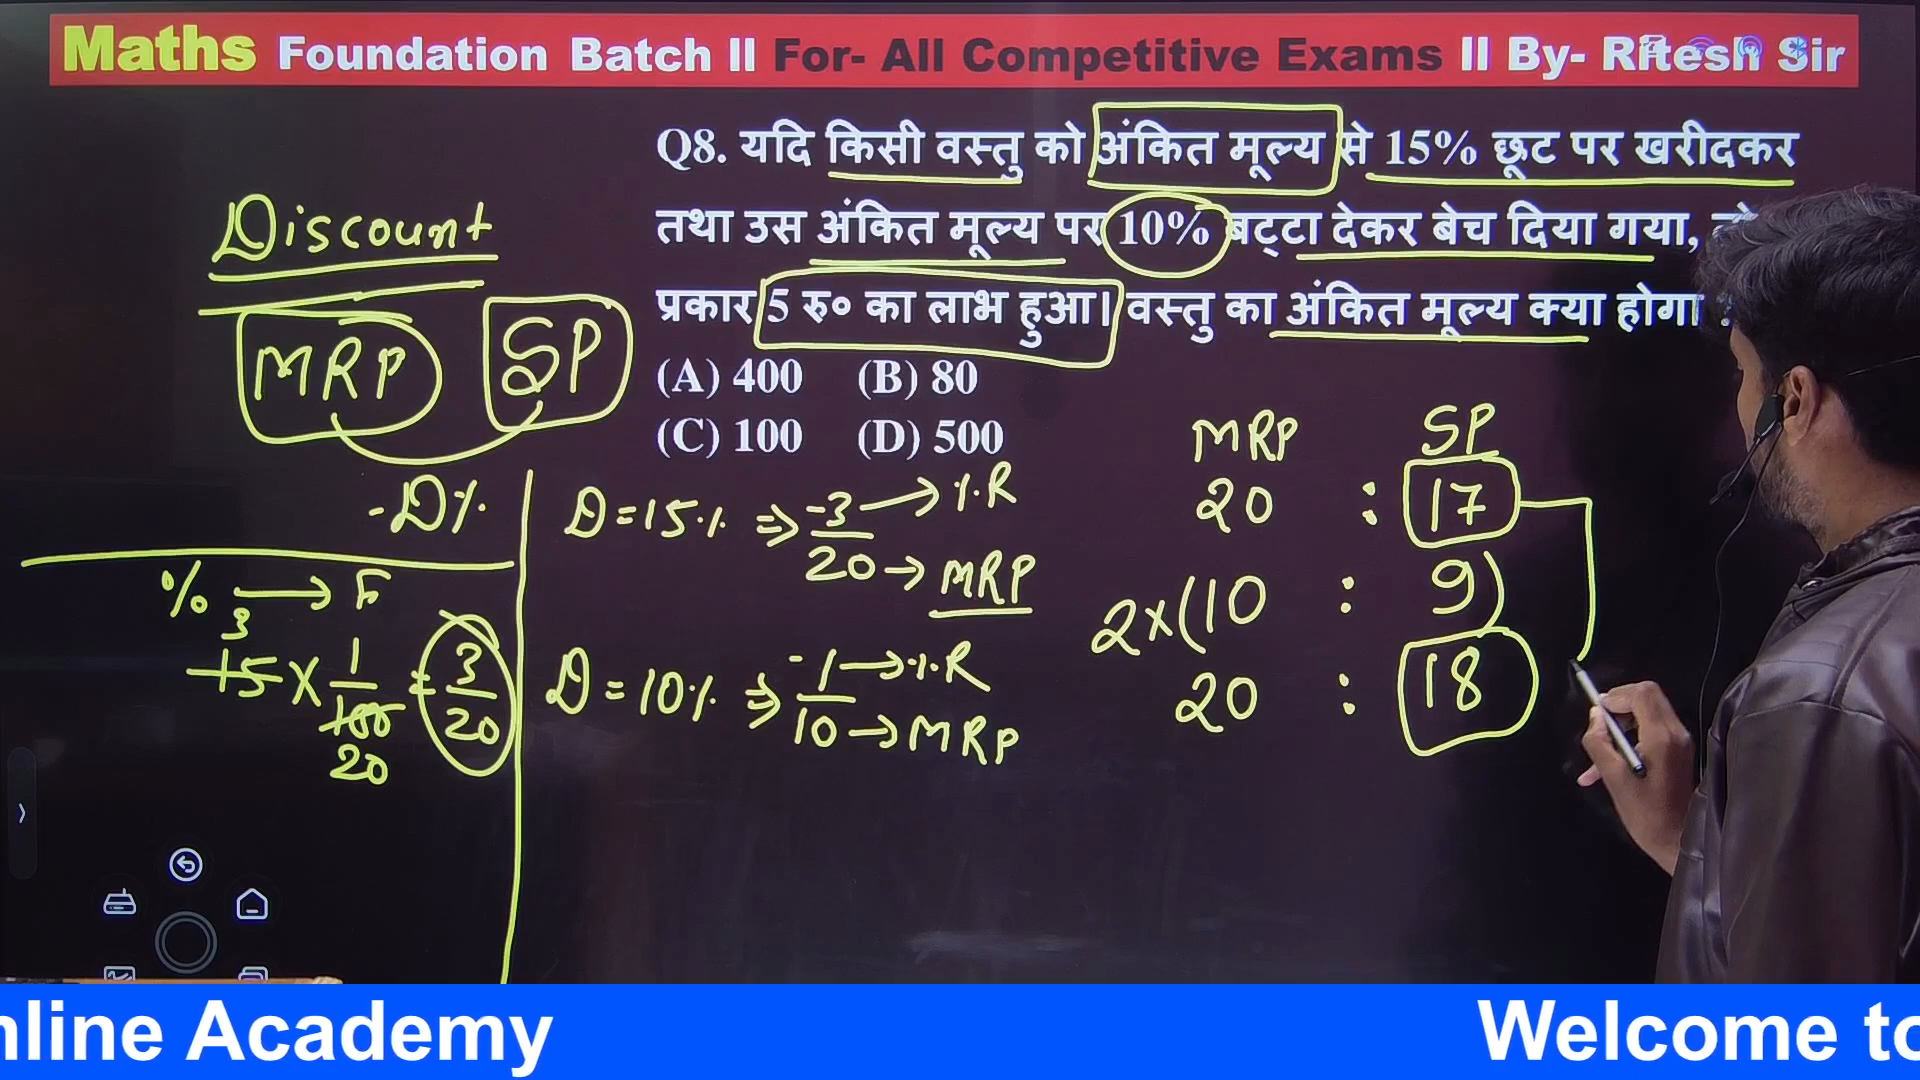 Maths Foundation Batch II For- All Competitive Exams II By- Ritesh Sir
Q8. यदि किसी वस्तु को अंकित मूल्य से 15% छूट पर खरीदकर
तथा उस अंकित मूल्य पर 10% बट्टा देकर बेच दिया गया,
प्रकार 5 रु० का लाभ हुआ। वस्तु का अंकित मूल्य क्या होगा
(A) 400 (B) 80
(C) 100 (D) 500
Discount
MRP SP
-D%
% → F
3
15 × 1/100 = 3/20
20
D = 15% ⇒ -3/20 → %R
→ MRP
D = 10% ⇒ -1/10 → %R
→ MRP
MRP SP
20 : 17
2×(10 : 9)
20 : 18
nline Academy
Welcome to